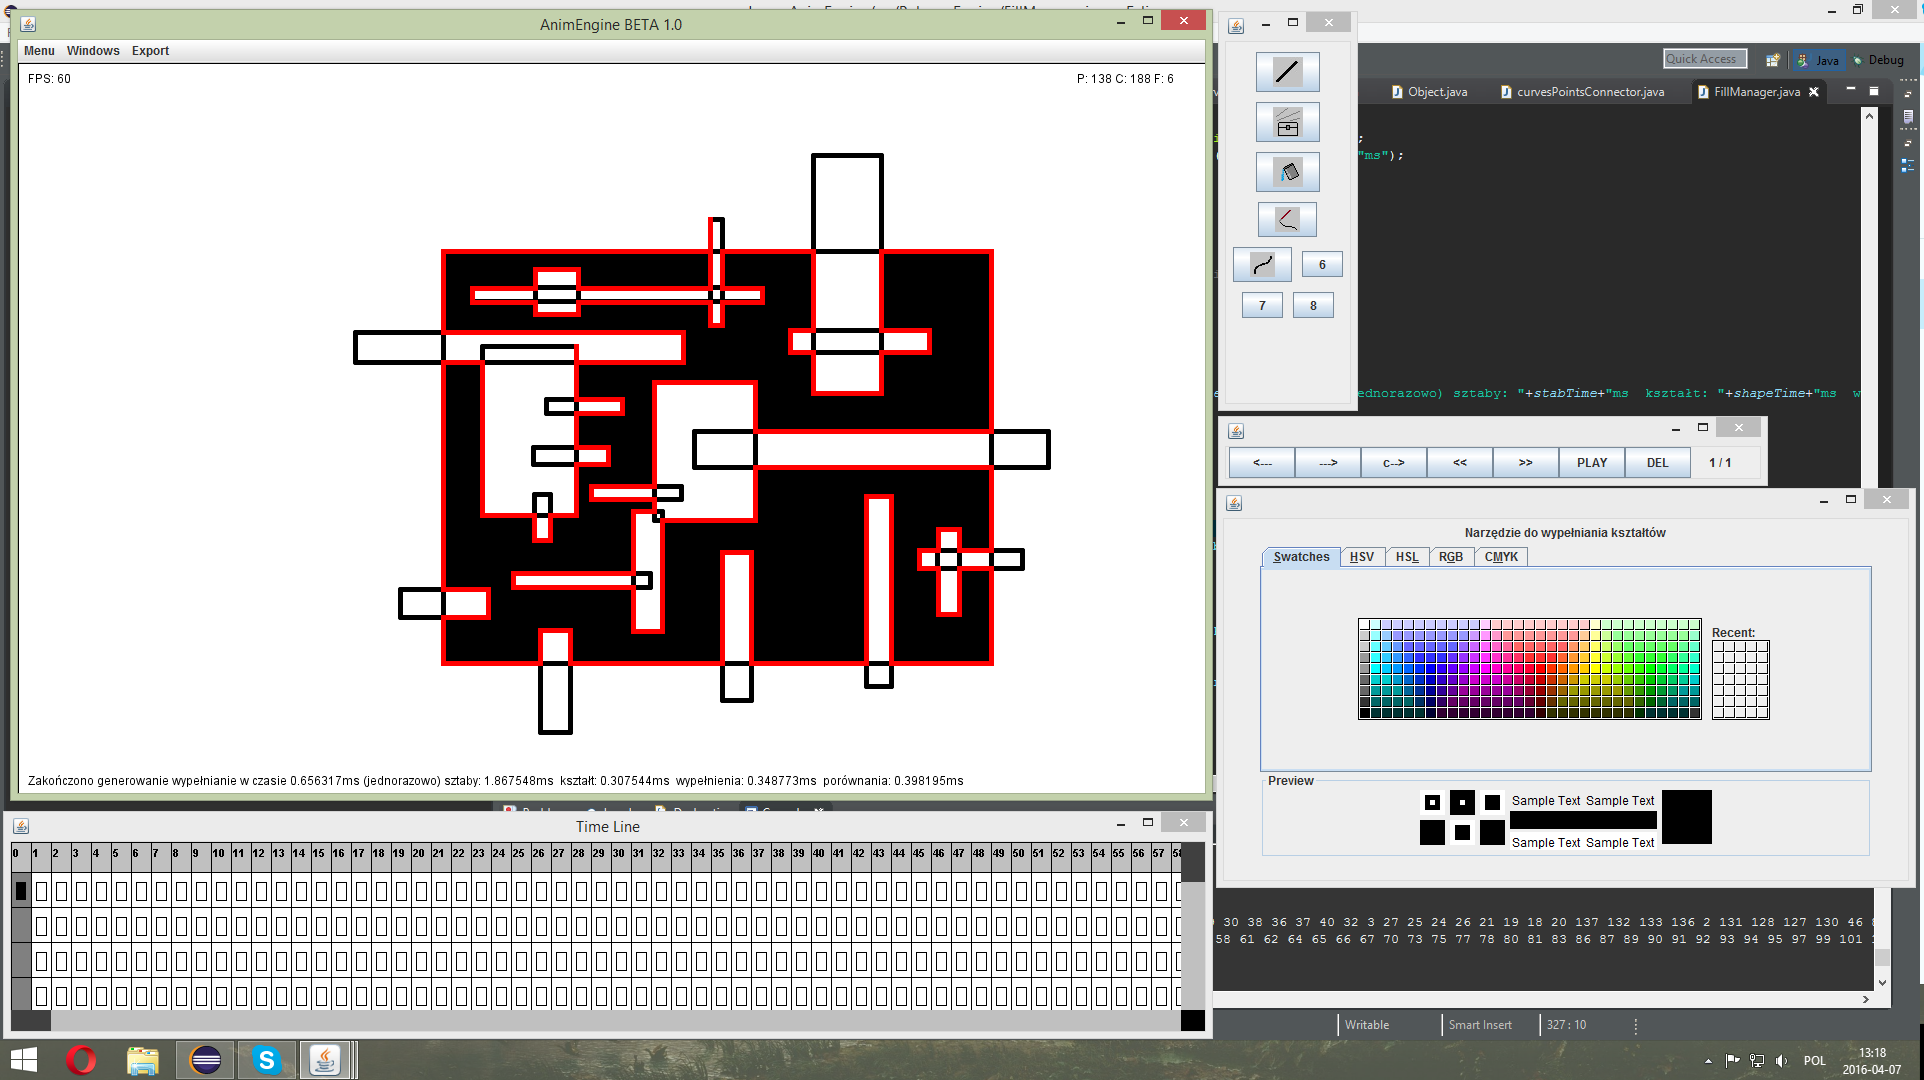 AnimEngine BETA 1.0
Menu Windows Export
FPS: 60
P: 138 C: 188 F: 6
Zakończono generowanie wypełnianie w czasie 0.656317ms (jednorazowo) sztaby: 1.867548ms kształt: 0.307544ms wypełnienia: 0.348773ms porównania: 0.398195ms
6
7 8
Quick Access
Java
Debug
Object.java
curvesPointsConnector.java
FillManager.java
;
"ms");
ednorazowo) sztaby: "+stabTime+"ms kształt: "+shapeTime+"ms w
<--- ---> c--> << >> PLAY DEL 1 / 1
Narzędzie do wypełniania kształtów
Swatches HSV HSL RGB CMYK
Recent:
Preview
Sample Text Sample Text
Sample Text Sample Text
Time Line
0 1 2 3 4 5 6 7 8 9 10 11 12 13 14 15 16 17 18 19 20 21 22 23 24 25 26 27 28 29 30 31 32 33 34 35 36 37 38 39 40 41 42 43 44 45 46 47 48 49 50 51 52 53 54 55 56 57 58
30 38 36 37 40 32 3 27 25 24 26 21 19 18 20 137 132 133 136 2 131 128 127 130 46
58 61 62 64 65 66 67 70 73 75 77 78 80 81 83 86 87 89 90 91 92 93 94 95 97 99 101
Writable
Smart Insert
327 : 10
POL
13:18
2016-04-07